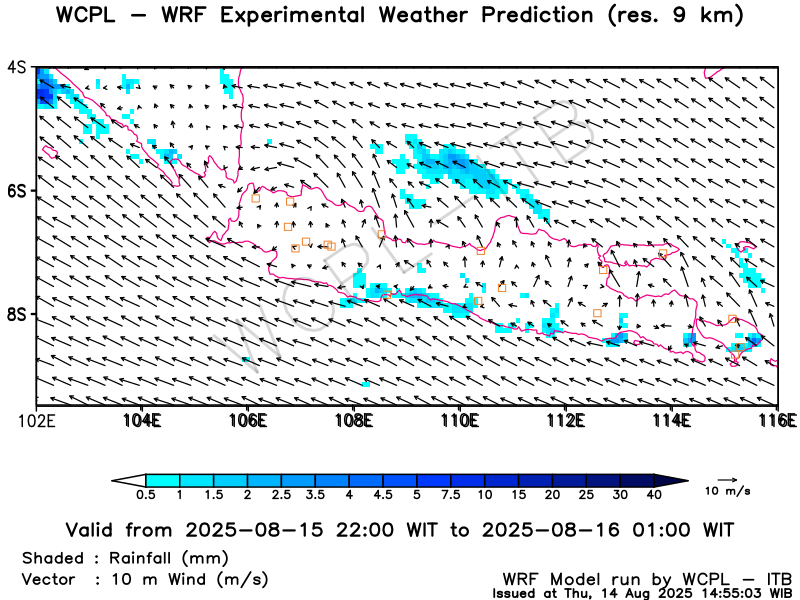 WCPL – WRF Experimental Weather Prediction (res. 9 km)
4S
6S
8S
WCPL-ITB
102E 104E 106E 108E 110E 112E 114E 116E
0.5 1 1.5 2 2.5 3.5 4 4.5 5 7.5 10 15 20 25 30 40
10 m/s
Valid from 2025-08-15 22:00 WIT to 2025-08-16 01:00 WIT
Shaded : Rainfall (mm)
Vector : 10 m Wind (m/s)
WRF Model run by WCPL – ITB
Issued at Thu, 14 Aug 2025 14:55:03 WIB